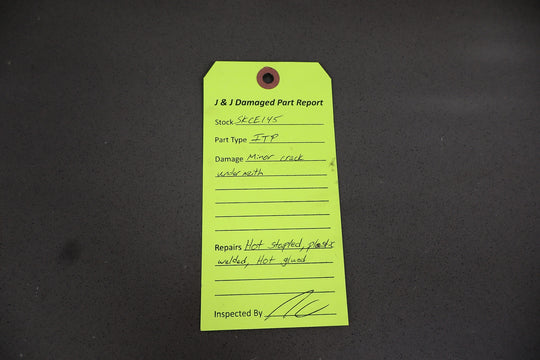 J & J Damaged Part Report
Stock SKCE145
Part Type ITP
Damage Minor crack
underneith
Repairs Hot stapled, plastic
welded, Hot glued
Inspected By